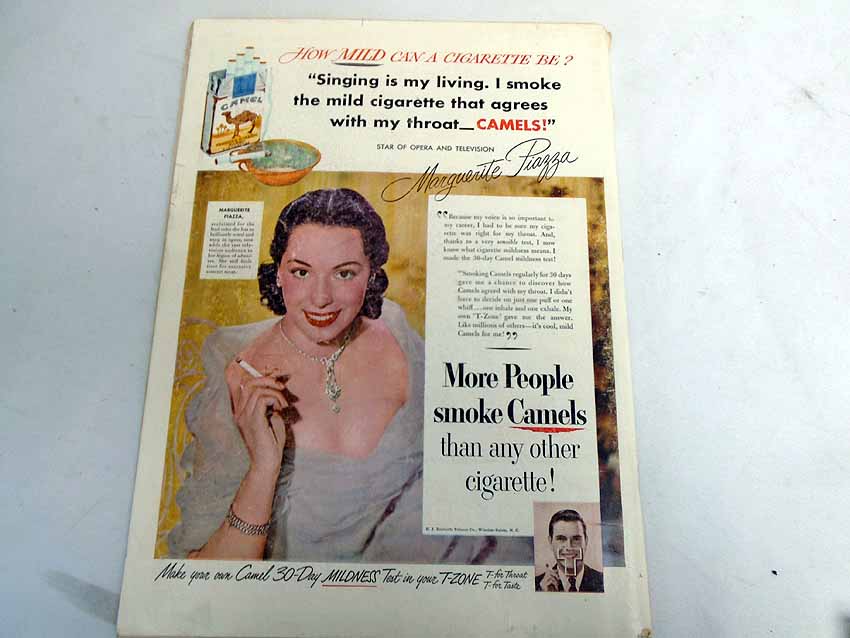 HOW MILD CAN A CIGARETTE BE?
CAMEL
"Singing is my living. I smoke
the mild cigarette that agrees
with my throat—CAMELS!"
STAR OF OPERA AND TELEVISION
Marguerite Piazza
MARGUERITE
PIAZZA,
"Because my voice is so important to
my career, I had to be sure my ciga-
rette was right for my throat. And,
thanks to a very sensible test, I now
know what cigarette mildness means. I
made the 30-day Camel mildness test!
"Smoking Camels regularly for 30 days
gave me a chance to discover how
Camels agreed with my throat. I didn't
have to decide on just one puff or one
whiff...one inhale and one exhale. My
own 'T-Zone' gave me the answer.
Like millions of others—it's cool, mild
Camels for me!"
More People
smoke Camels
than any other
cigarette!
R. J. Reynolds Tobacco Co., Winston-Salem, N. C.
T
Make your own Camel 30-Day MILDNESS Test in your T-ZONE
T-for Throat
T-for Taste